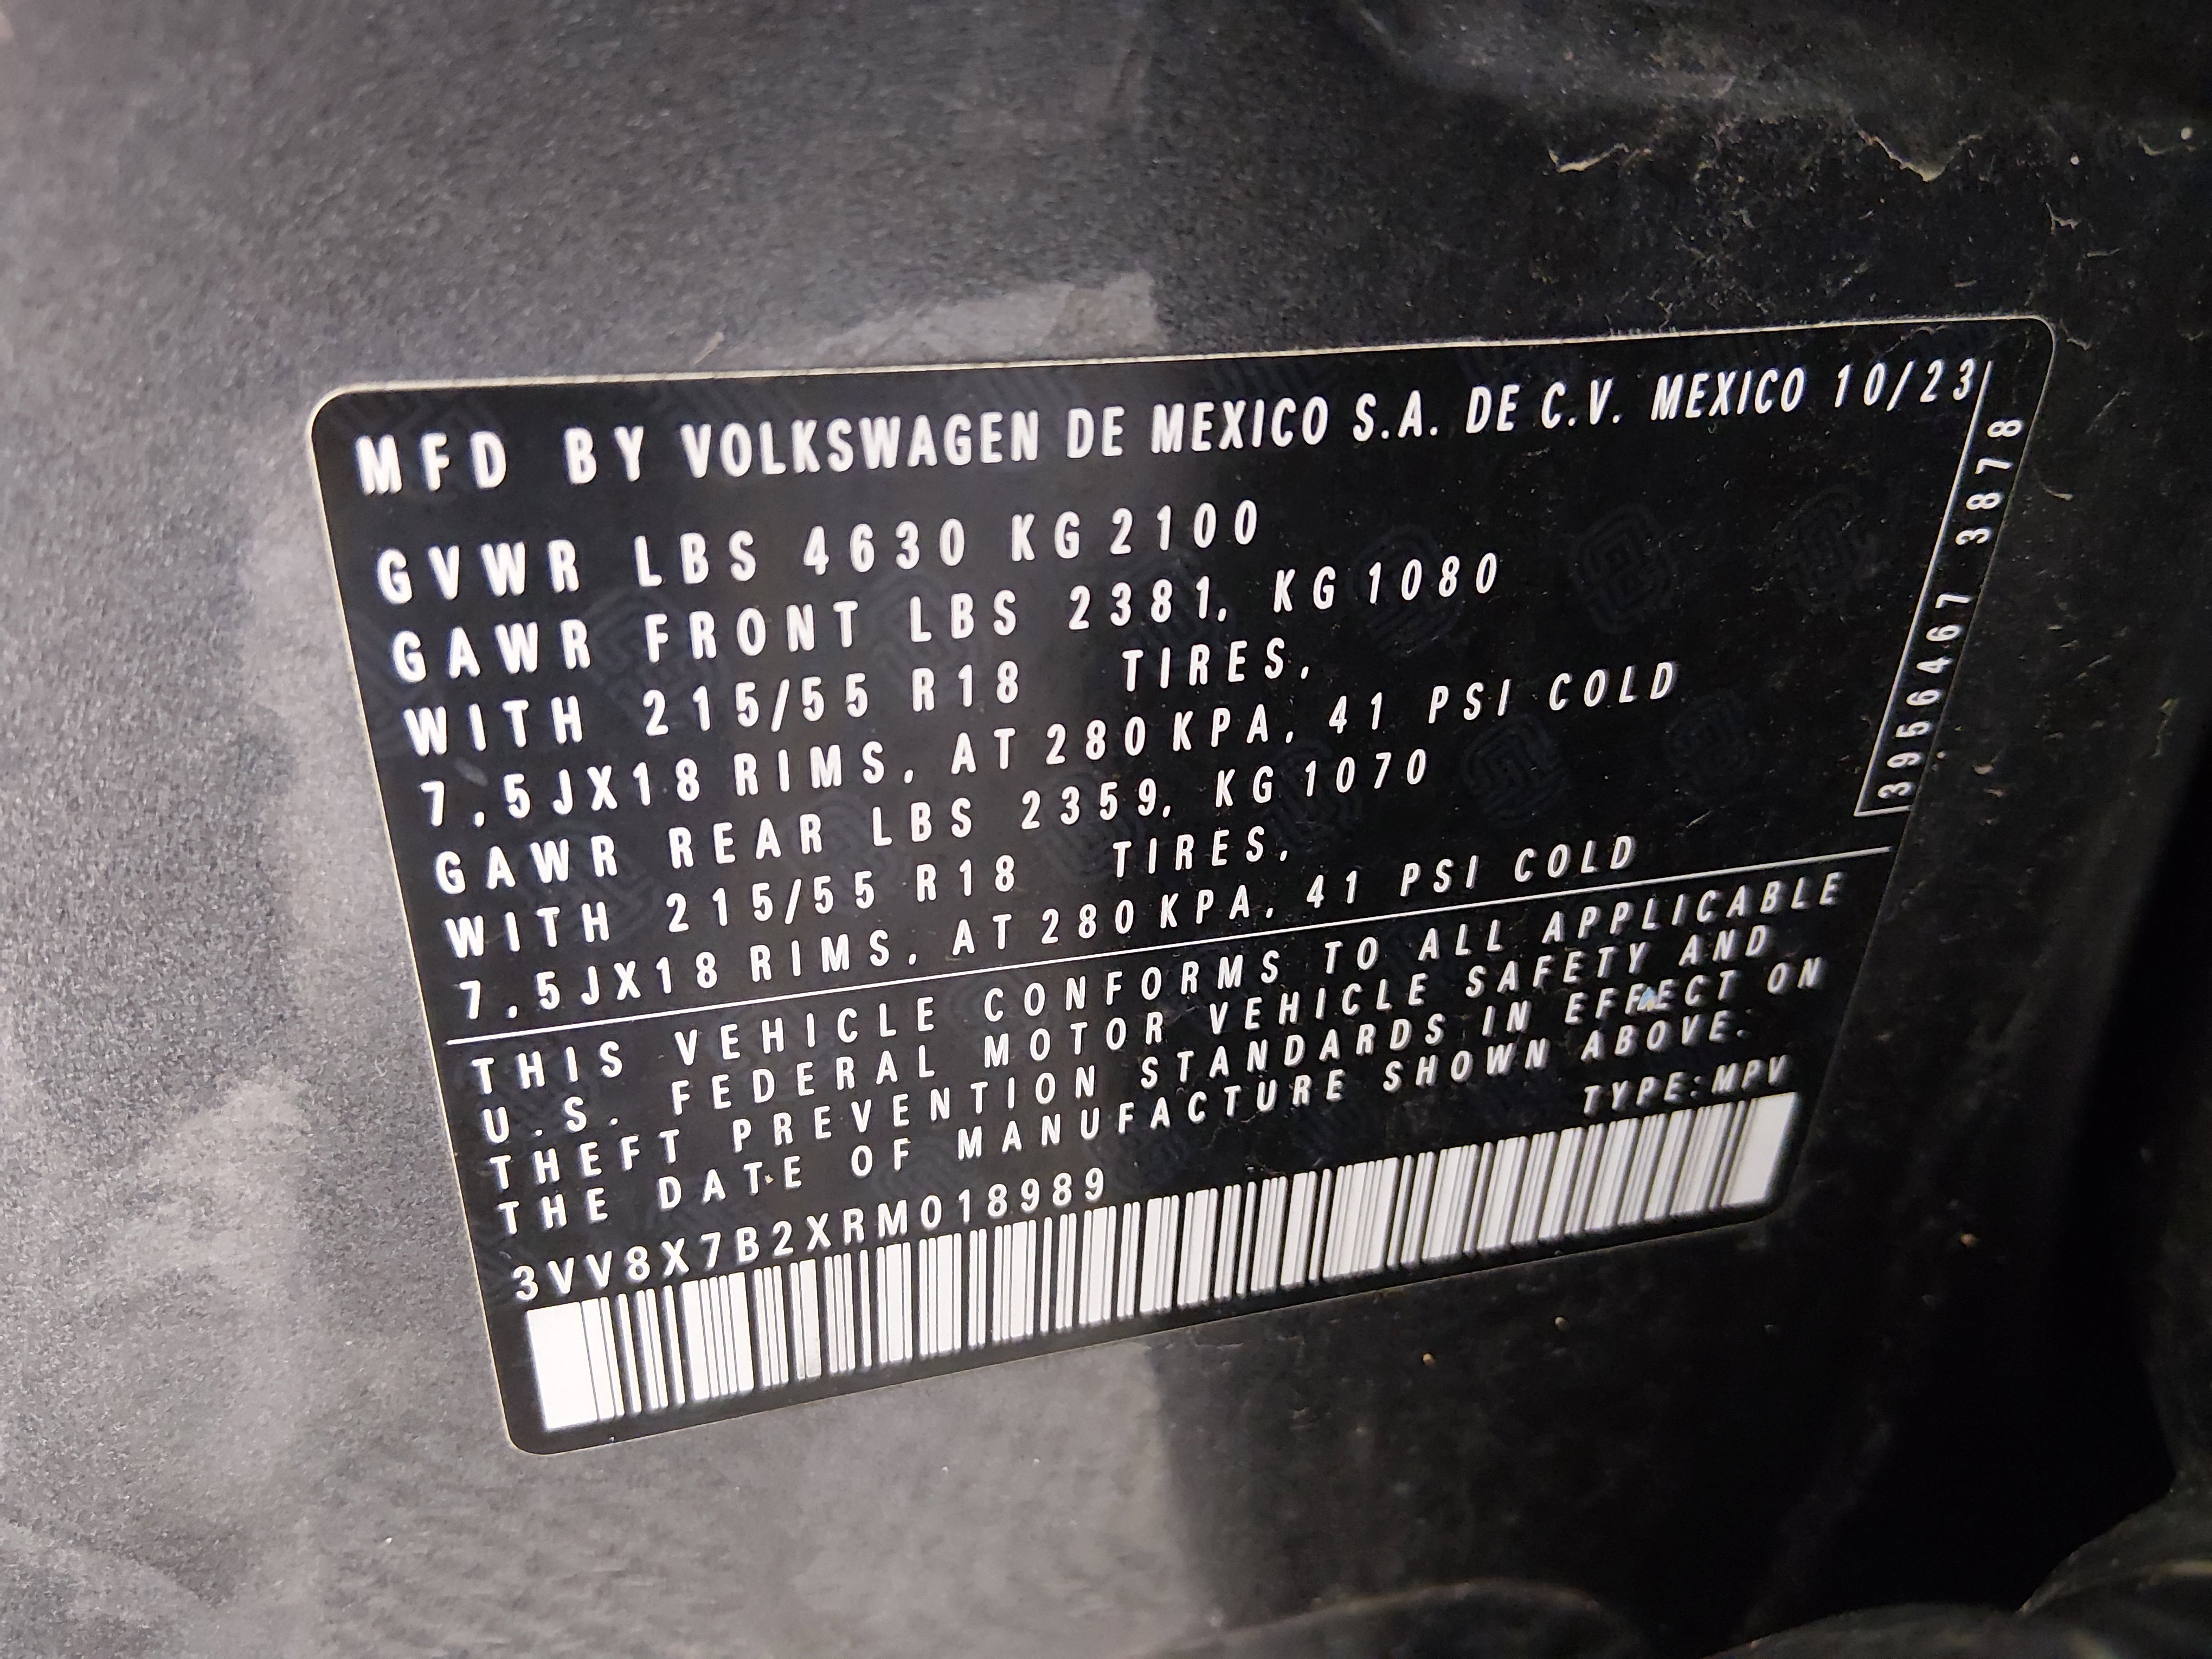 MFD BY VOLKSWAGEN DE MEXICO S.A. DE C.V. MEXICO 10/23
GVWR LBS 4630 KG 2100
GAWR FRONT LBS 2381, KG 1080
WITH 215/55 R18 TIRES,
7.5JX18 RIMS, AT 280 KPA, 41 PSI COLD
GAWR REAR LBS 2359, KG 1070
WITH 215/55 R18 TIRES,
7.5JX18 RIMS, AT 280 KPA, 41 PSI COLD
3956467 3878
THIS VEHICLE CONFORMS TO ALL APPLICABLE
U.S. FEDERAL MOTOR VEHICLE SAFETY AND
THEFT PREVENTION STANDARDS IN EFFECT ON
THE DATE OF MANUFACTURE SHOWN ABOVE.
TYPE:MPV
3VV8X7B2XRM018989